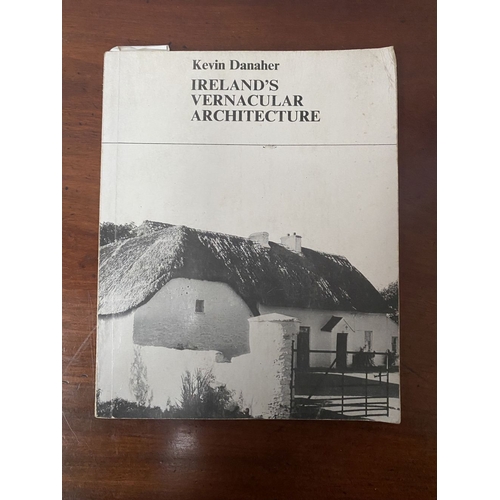 Kevin Danaher
IRELAND'S
VERNACULAR
ARCHITECTURE